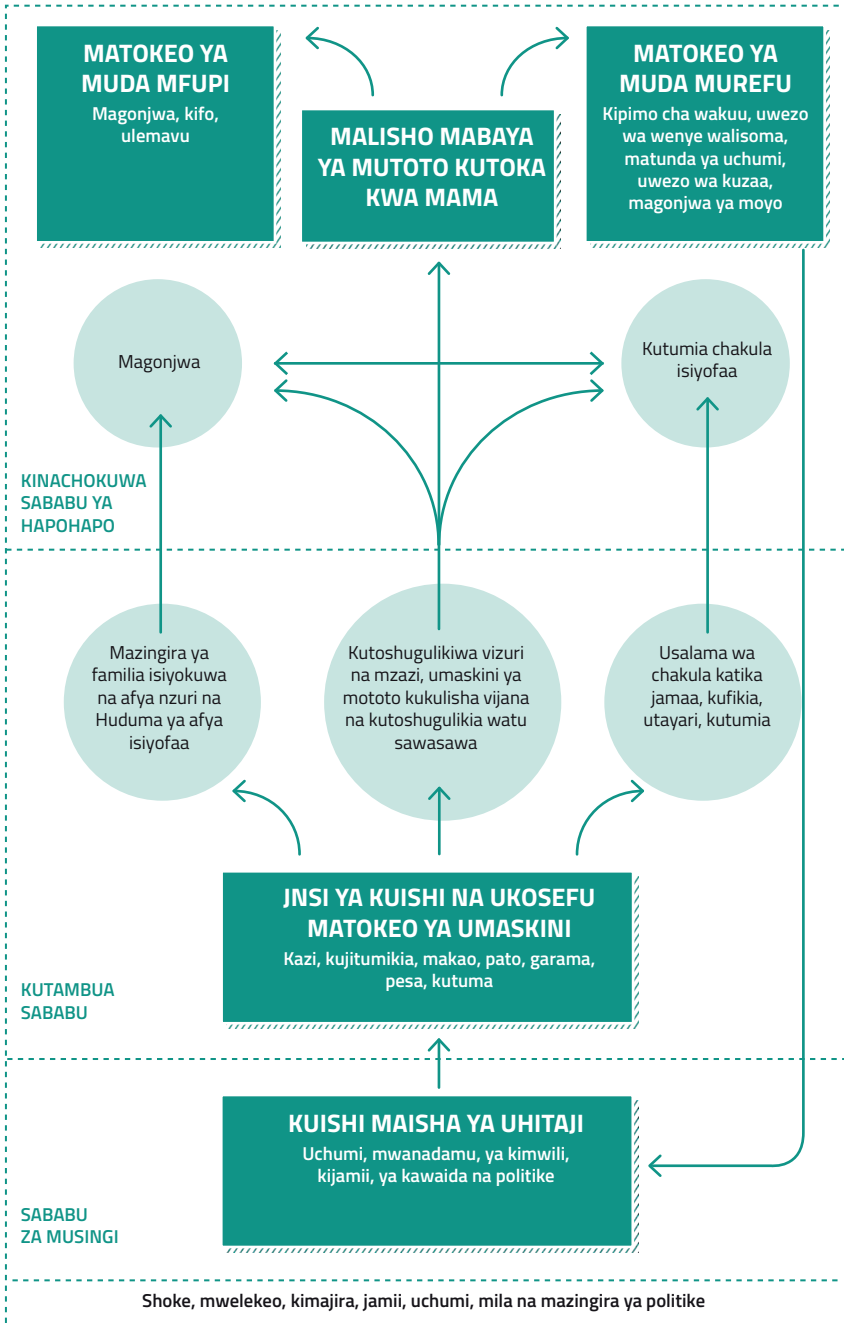 MATOKEO YA
MUDA MFUPI
Magonjwa, kifo,
ulemavu
MALISHO MABAYA
YA MUTOTO KUTOKA
KWA MAMA
MATOKEO YA
MUDA MUREFU
Kipimo cha wakuu, uwezo
wa wenye walisoma,
matunda ya uchumi,
uwezo wa kuzaa,
magonjwa ya moyo
Magonjwa
Kutumia chakula
isiyofaa
KINACHOKUWA
SABABU YA
HAPOHAPO
Mazingira ya
familia isiyokuwa
na afya nzuri na
Huduma ya afya
isiyofaa
Kutoshugulikiwa vizuri
na mzazi, umaskini ya
mototo kukulisha vijana
na kutoshugulikia watu
sawasawa
Usalama wa
chakula katika
jamaa, kufikia,
utayari, kutumia
JNSI YA KUISHI NA UKOSEFU
MATOKEO YA UMASKINI
Kazi, kujitumikia, makao, pato, garama,
pesa, kutuma
KUTAMBUA
SABABU
KUISHI MAISHA YA UHITAJI
Uchumi, mwanadamu, ya kimwili,
kijamii, ya kawaida na politike
SABABU
ZA MUSINGI
Shoke, mwelekeo, kimajira, jamii, uchumi, mila na mazingira ya politike